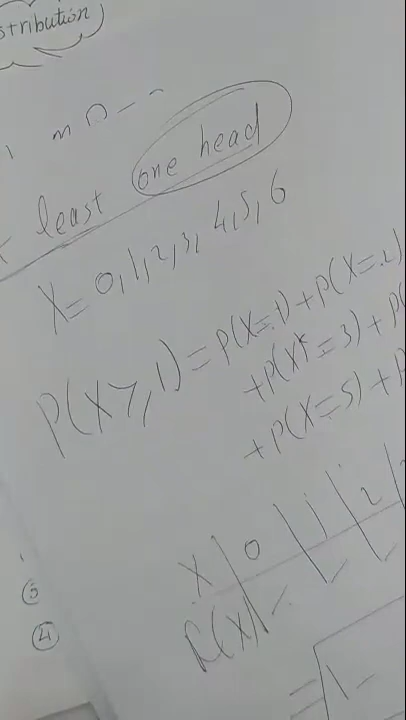 stribution)
least one head
X = 0, 1, 2, 3, 4, 5, 6
P(X ≥ 1) = P(X=1) + P(X=2)
+ P(X=3) + P(
+ P(X=5) + P
X | 0 | 1 | 2 |
P(X)
= 1 -
③
④